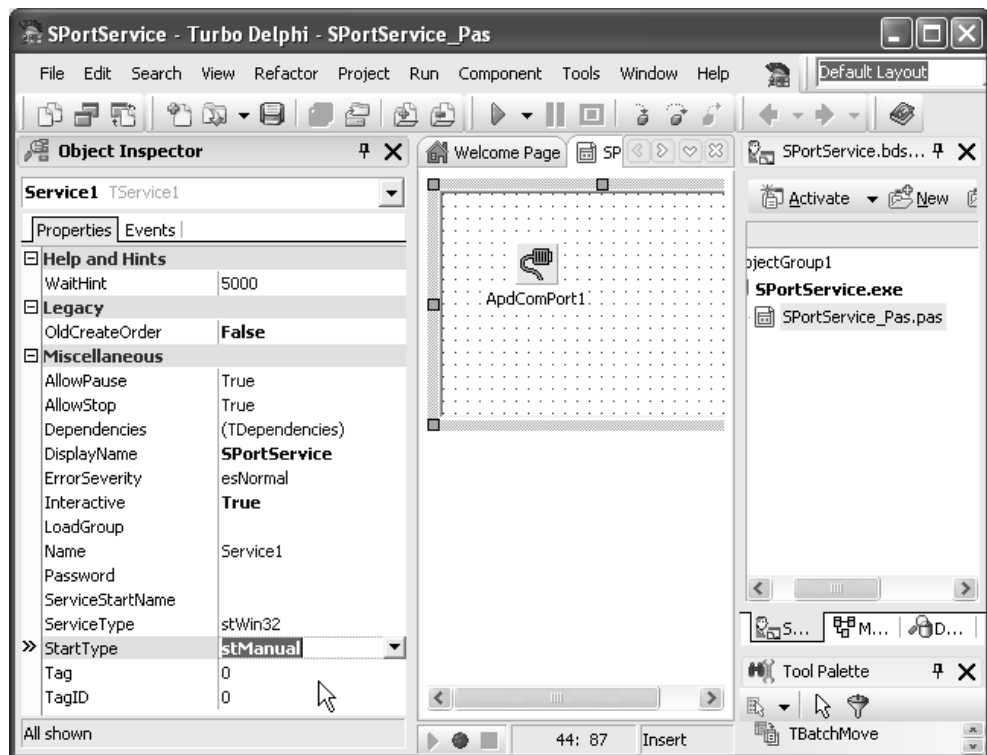 SPortService - Turbo Delphi - SPortService_Pas
File Edit Search View Refactor Project Run Component Tools Window Help
Default Layout
Object Inspector
Service1 TService1
Properties Events
Help and Hints
WaitHint 5000
Legacy
OldCreateOrder False
Miscellaneous
AllowPause True
AllowStop True
Dependencies (TDependencies)
DisplayName SPortService
ErrorSeverity esNormal
Interactive True
LoadGroup
Name Service1
Password
ServiceStartName
ServiceType stWin32
StartType stManual
Tag 0
TagID 0
All shown
Welcome Page SP
ApdComPort1
44: 87 Insert
SPortService.bds...
Activate New
ojectGroup1
SPortService.exe
SPortService_Pas.pas
S... M... D...
Tool Palette
TBatchMove